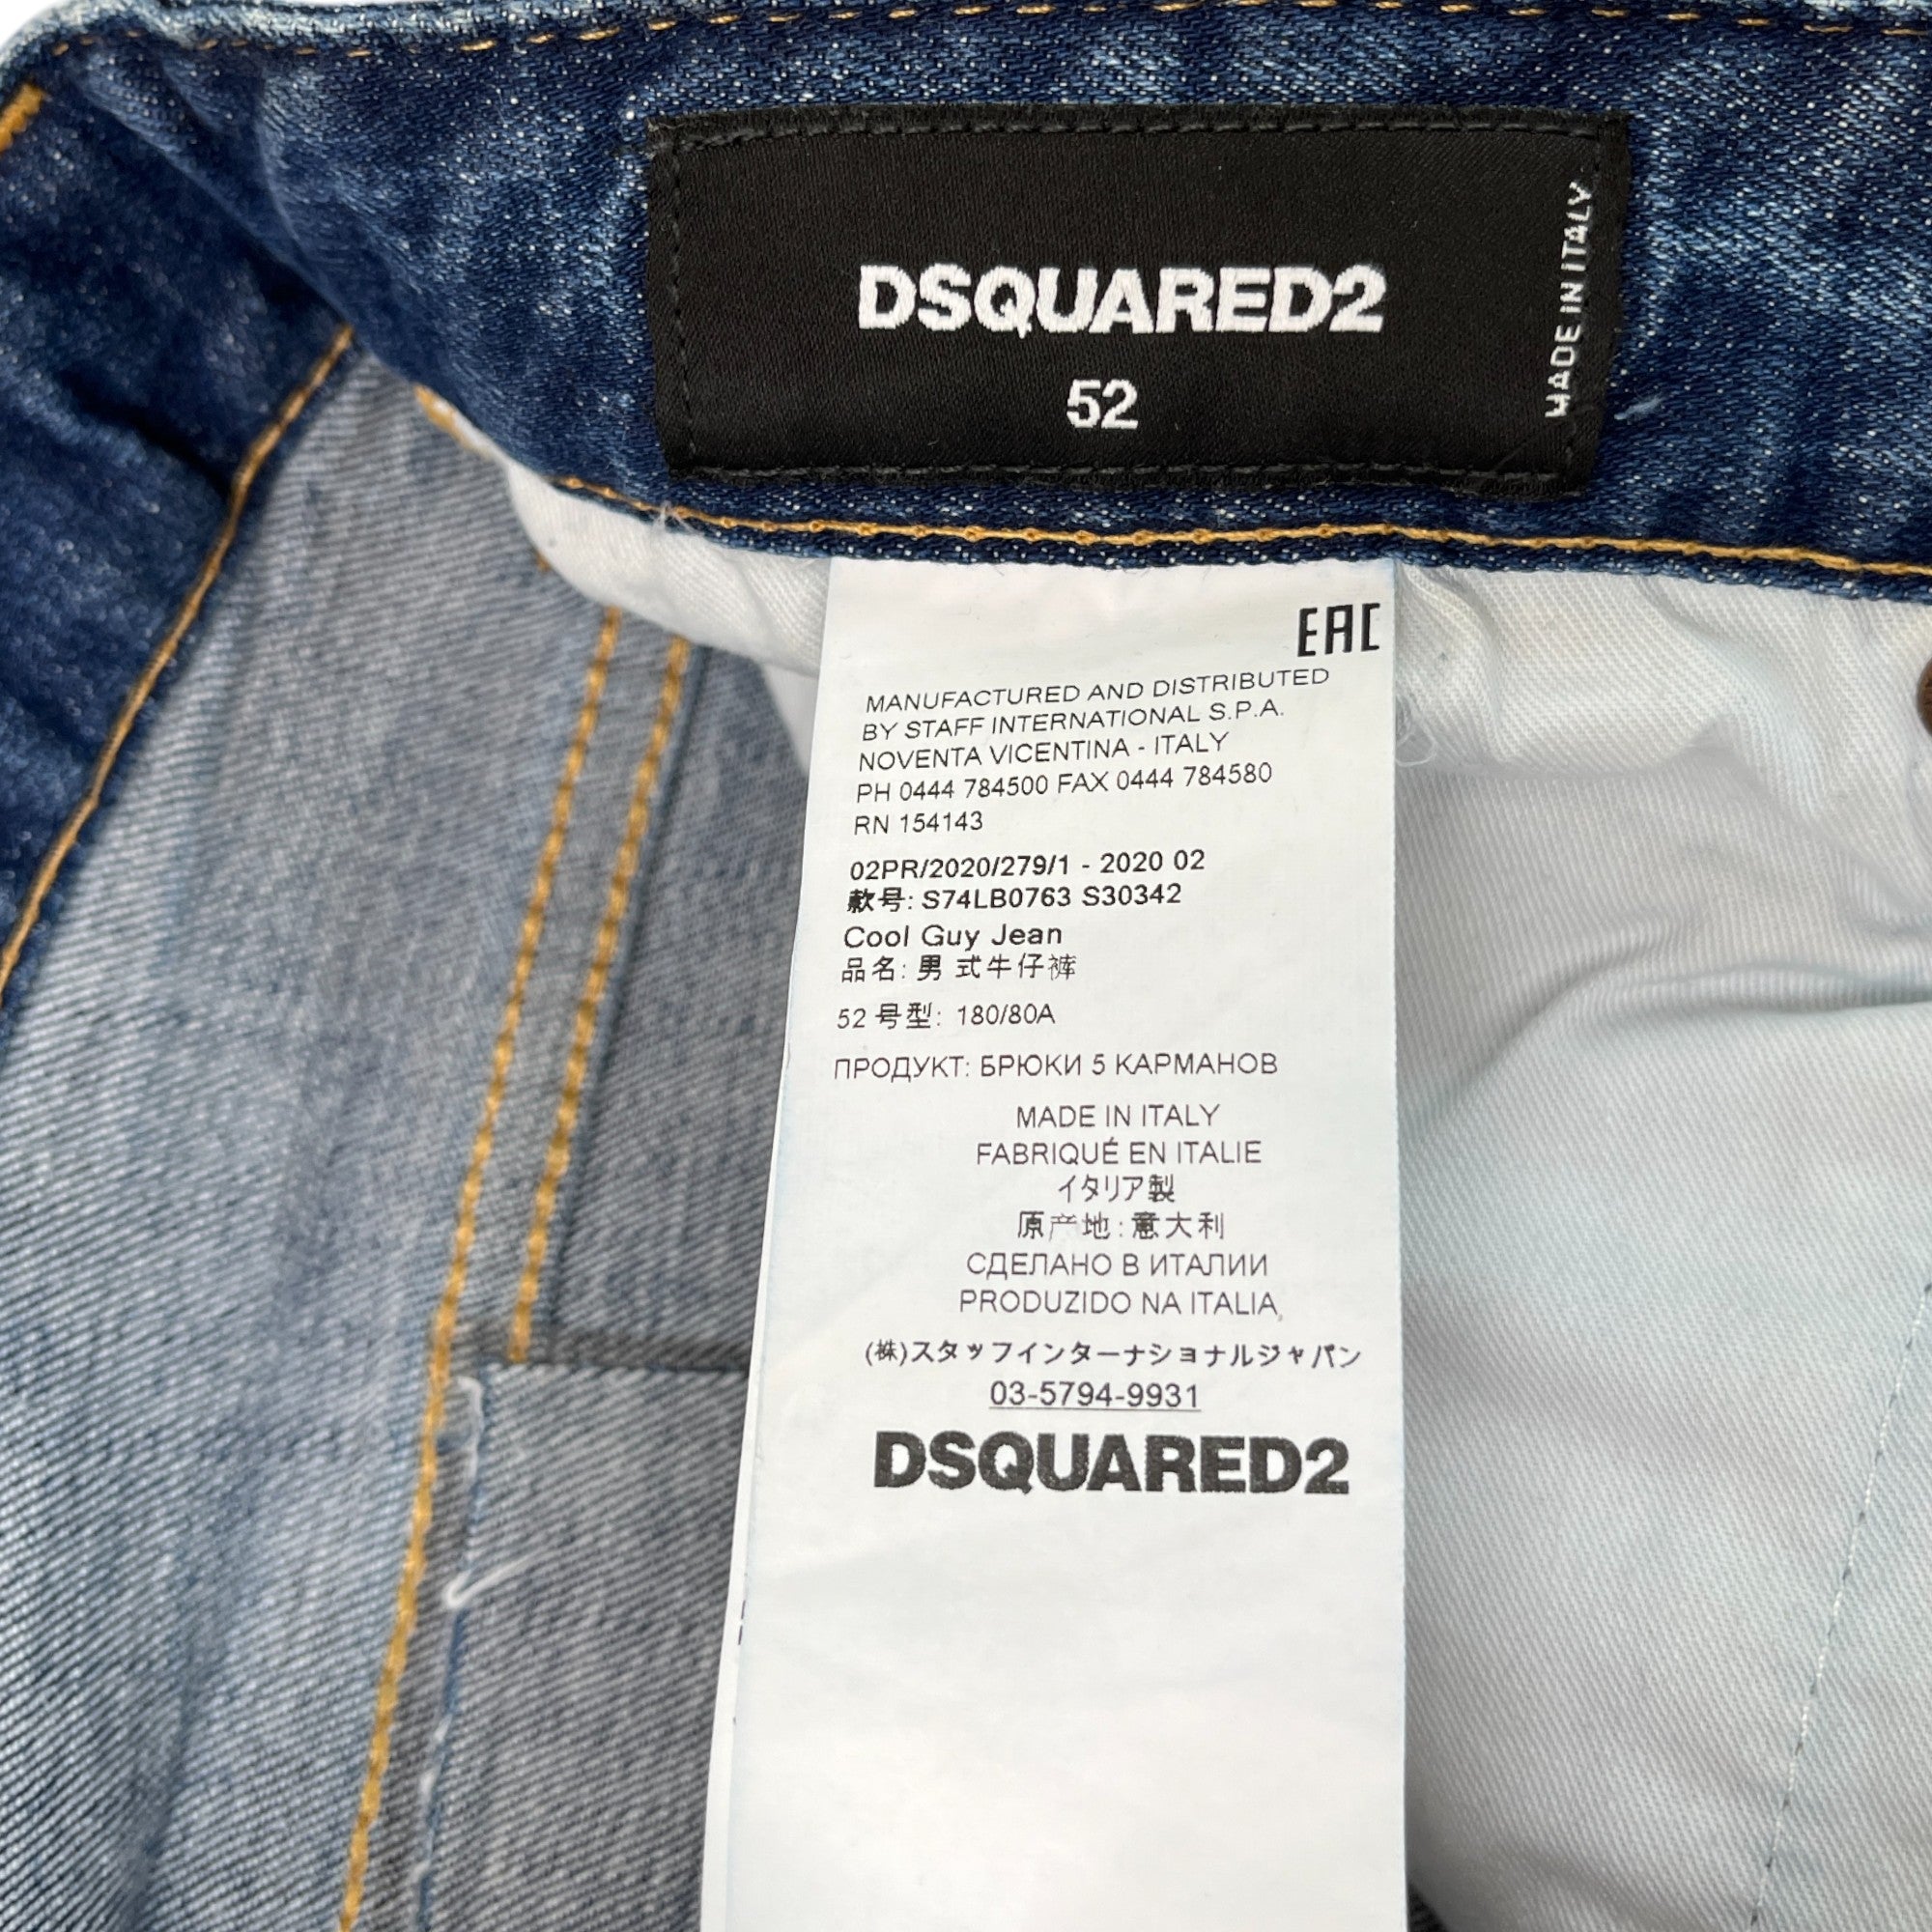 DSQUARED2
52
MADE IN ITALY
EAC
MANUFACTURED AND DISTRIBUTED
BY STAFF INTERNATIONAL S.P.A.
NOVENTA VICENTINA - ITALY
PH 0444 784500 FAX 0444 784580
RN 154143
02PR/2020/279/1 - 2020 02
款号: S74LB0763 S30342
Cool Guy Jean
品名: 男 式牛仔裤
52 号型: 180/80A
ПРОДУКТ: БРЮКИ 5 КАРМАНОВ
MADE IN ITALY
FABRIQUÉ EN ITALIE
イタリア製
原产地: 意大利
СДЕЛАНО В ИТАЛИИ
PRODUZIDO NA ITALIA,
(株)スタッフインターナショナルジャパン
03-5794-9931
DSQUARED2